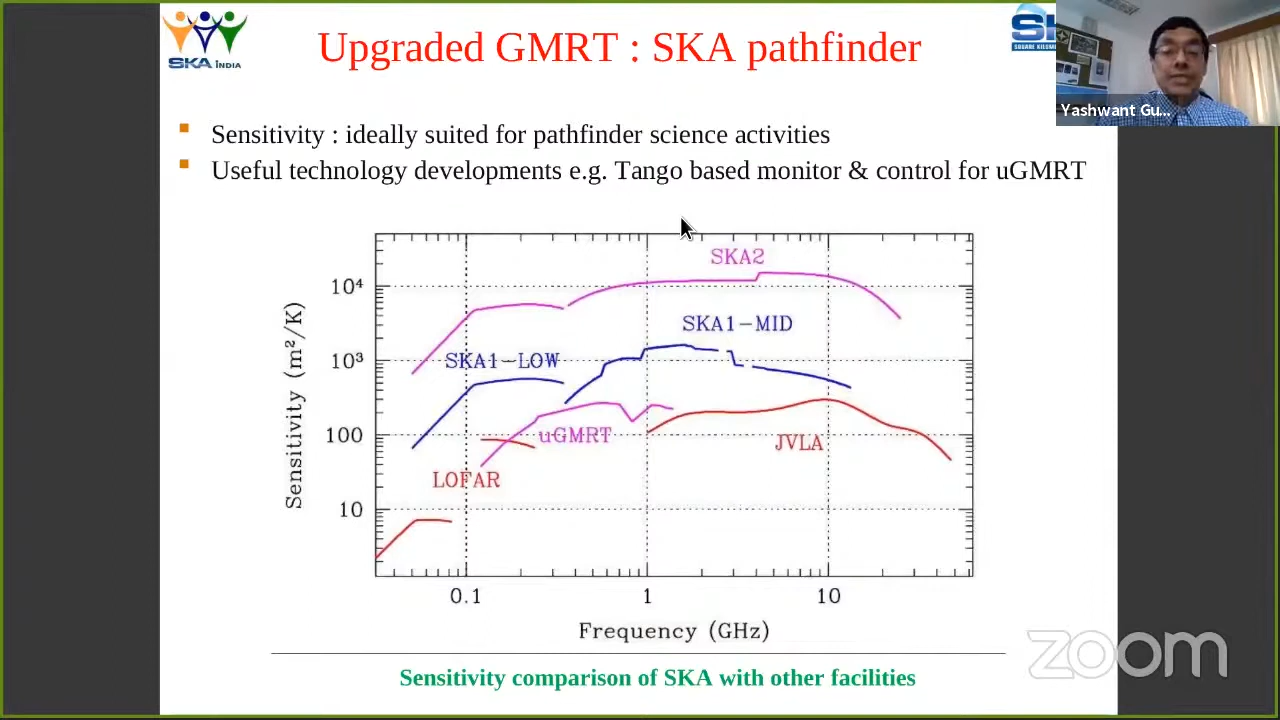 SKA INDIA
Upgraded GMRT : SKA pathfinder
SQUARE KILOME
Yashwant Gu...
Sensitivity : ideally suited for pathfinder science activities
Useful technology developments e.g. Tango based monitor & control for uGMRT
SKA2
10⁴
SKA1-MID
10³
SKA1-LOW
100
uGMRT
JVLA
LOFAR
10
Sensitivity (m²/K)
0.1
1
10
Frequency (GHz)
zoom
Sensitivity comparison of SKA with other facilities